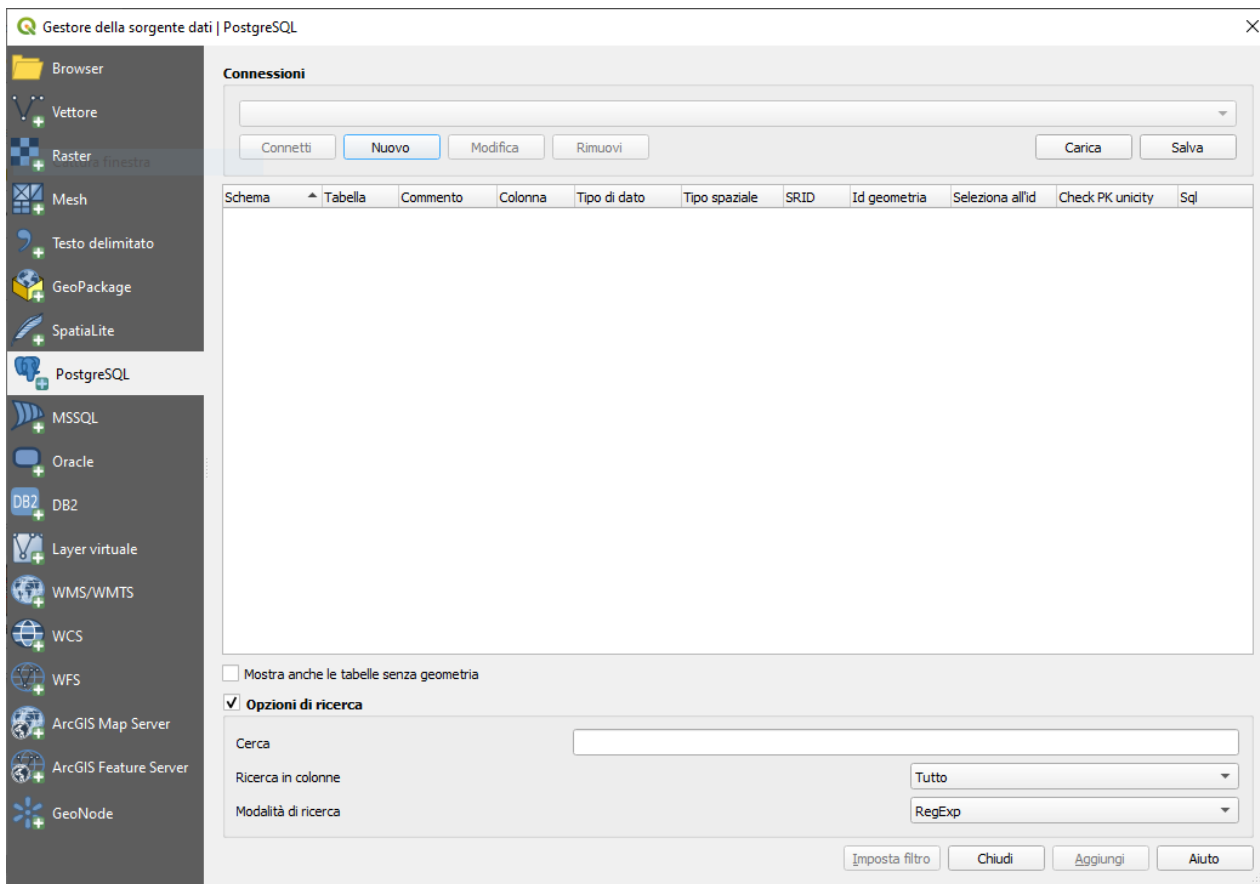 Gestore della sorgente dati | PostgreSQL
Browser
Vettore
Raster
Cattura finestra
Mesh
Testo delimitato
GeoPackage
SpatiaLite
PostgreSQL
MSSQL
Oracle
DB2
DB2
Layer virtuale
WMS/WMTS
WCS
WFS
ArcGIS Map Server
ArcGIS Feature Server
GeoNode
Connessioni
Connetti Nuovo Modifica Rimuovi Carica Salva
Schema Tabella Commento Colonna Tipo di dato Tipo spaziale SRID Id geometria Seleziona all'id Check PK unicity Sql
Mostra anche le tabelle senza geometria
Opzioni di ricerca
Cerca
Ricerca in colonne Tutto
Modalità di ricerca RegExp
Imposta filtro Chiudi Aggiungi Aiuto